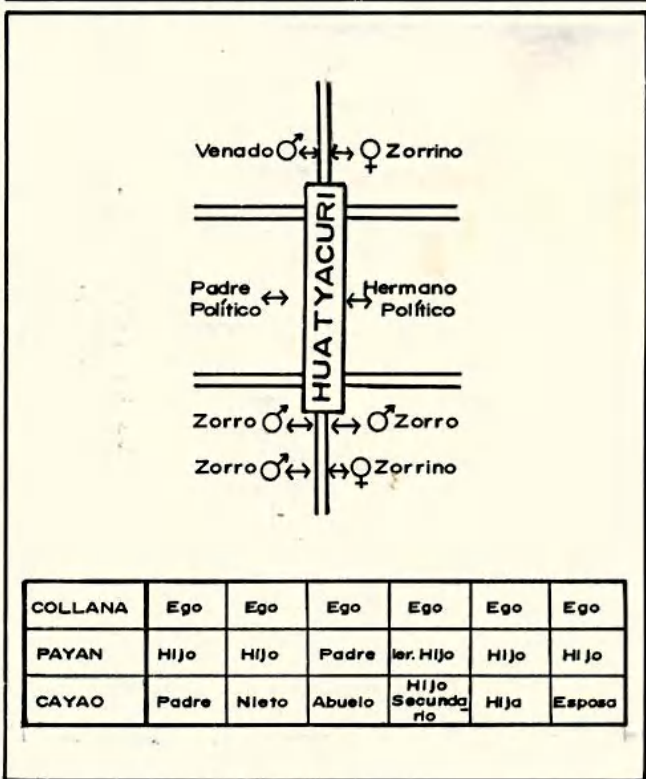 Venado ♂ ↔ ↔ ♀ Zorrino
HUATYACURI
Padre Político ↔ ↔ Hermano Político
Zorro ♂ ↔ ↔ ♂ Zorro
Zorro ♂ ↔ ↔ ♀ Zorrino
COLLANA Ego Ego Ego Ego Ego Ego
PAYAN Hijo Hijo Padre 1er. Hijo Hijo Hijo
CAYAO Padre Nieto Abuelo Hijo Secundario Hija Esposa